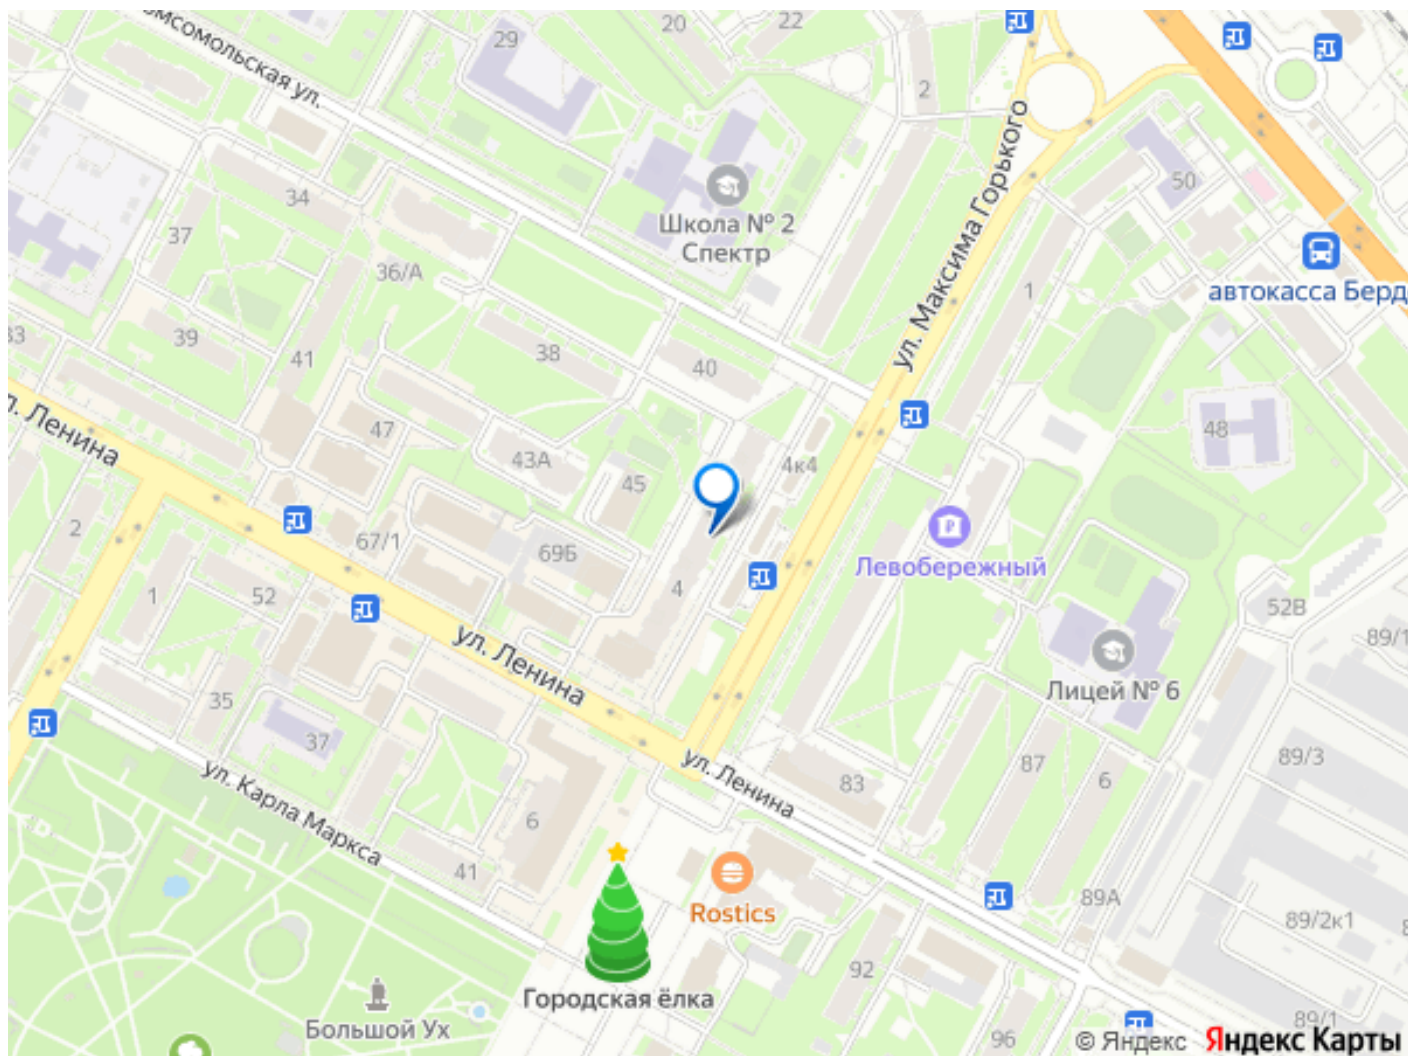 20
22
29
омсомольская ул.
2
ул. Максима Горького
50
Школа № 2
Спектр
34
37
36/А
автокасса Берд
1
33
39
41
38
40
л. Ленина
47
48
43А
45
4к4
2
67/1
69Б
Левобережный
4
1
52
52В
89/1
ул. Ленина
Лицей № 6
35
37
ул. Ленина
89/3
87
6
83
ул. Карла Маркса
6
41
89А
Rostics
89/2к1
8
92
Городская ёлка
Большой Ух
96
89/1
© Яндекс Яндекс Карты